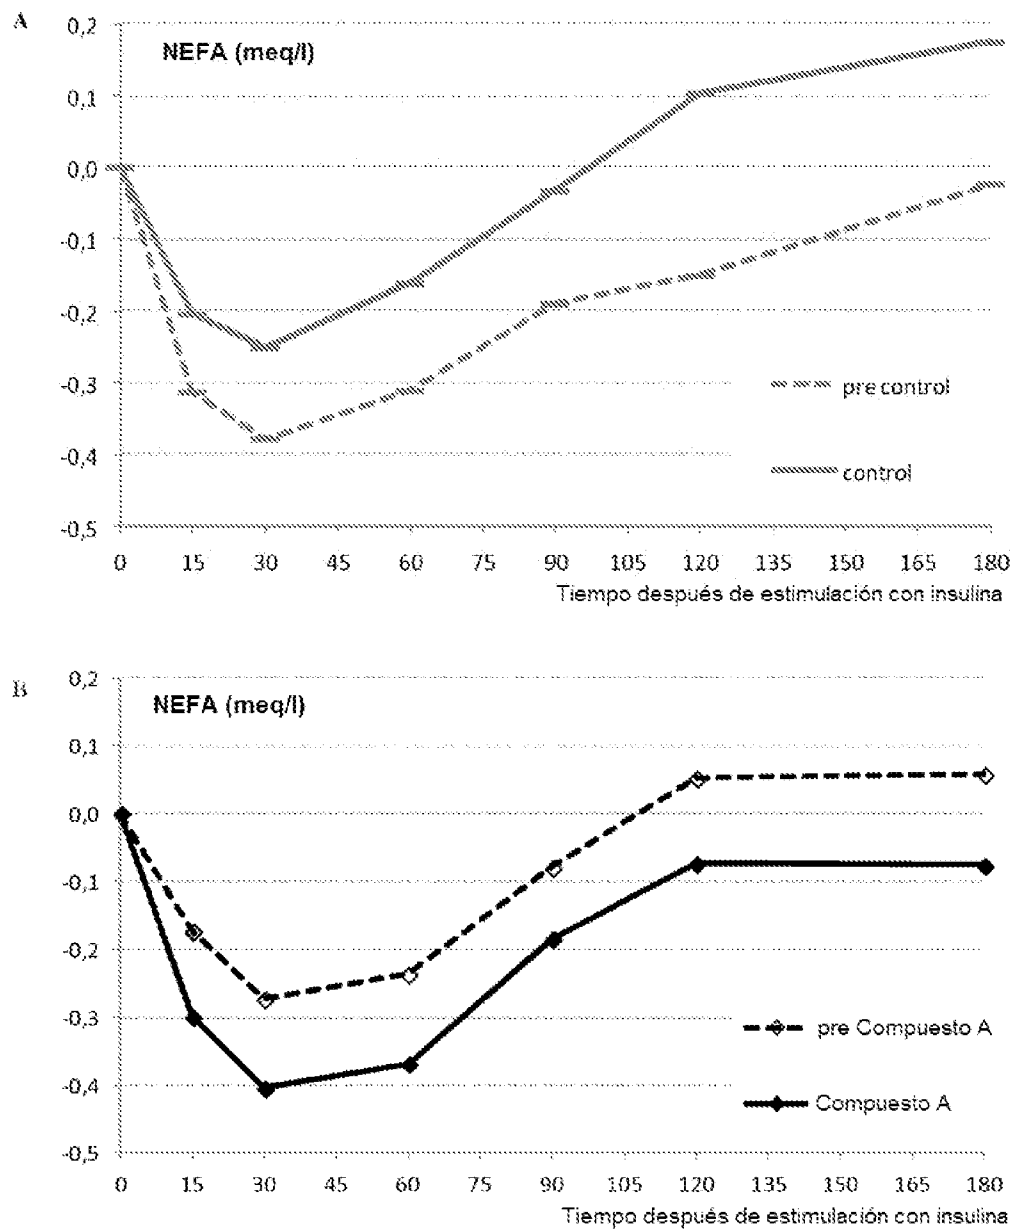 A
NEFA (meq/l)
0,2
0,1
0,0
-0,1
-0,2
-0,3
-0,4
-0,5
pre control
control
0 15 30 45 60 75 90 105 120 135 150 165 180
Tiempo después de estimulación con insulina
B
NEFA (meq/l)
0,2
0,1
0,0
-0,1
-0,2
-0,3
-0,4
-0,5
pre Compuesto A
Compuesto A
0 15 30 45 60 75 90 105 120 135 150 165 180
Tiempo después de estimulación con insulina